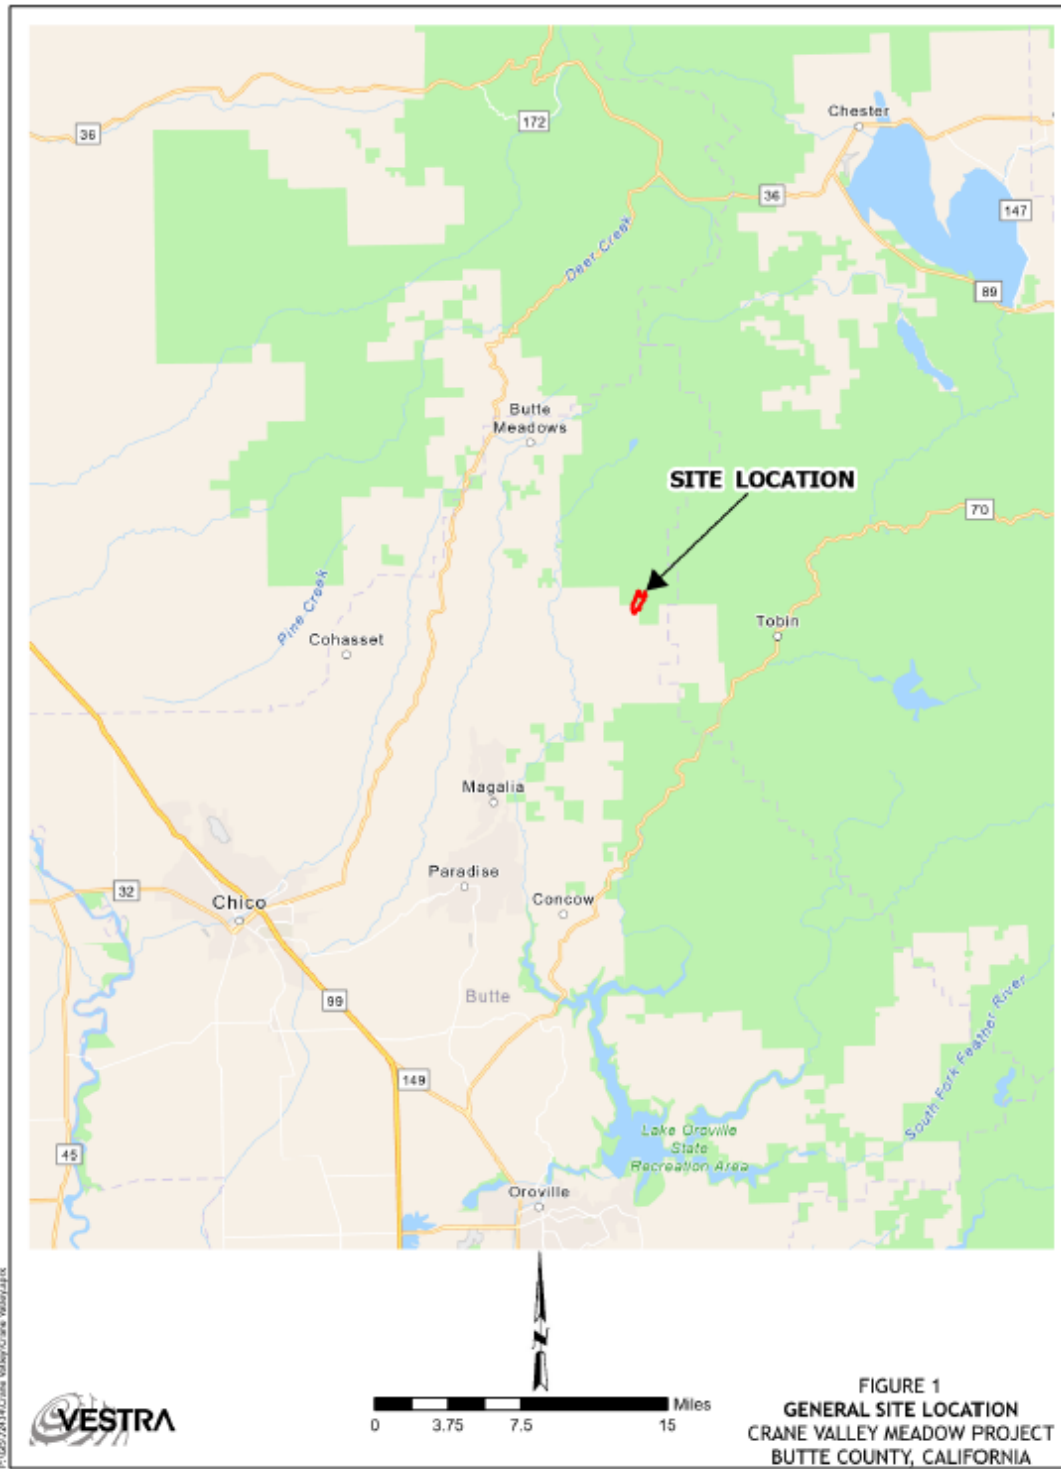 Chester
172
36
36
147
Deer Creek
89
Butte
Meadows
SITE LOCATION
70
Pine Creek
Tobin
Cohasset
Magalia
Paradise
32
Chico
Concow
99
Butte
South Fork Feather River
149
Lake Oroville
State
Recreation Area
45
Oroville
N
VESTRA
Miles
0 3.75 7.5 15
FIGURE 1
GENERAL SITE LOCATION
CRANE VALLEY MEADOW PROJECT
BUTTE COUNTY, CALIFORNIA